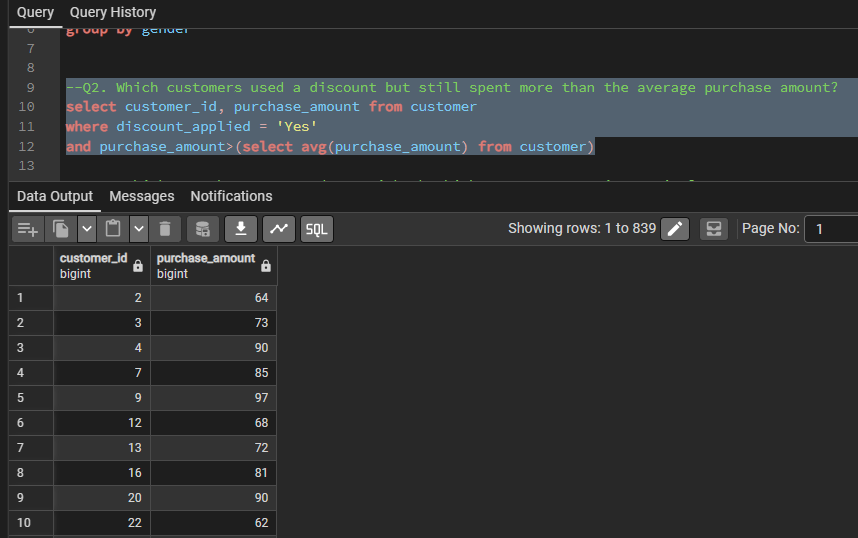 Query Query History
6 group by gender
7
8
9 --Q2. Which customers used a discount but still spent more than the average purchase amount?
10 select customer_id, purchase_amount from customer
11 where discount_applied = 'Yes'
12 and purchase_amount>(select avg(purchase_amount) from customer)
13
Data Output Messages Notifications
SQL Showing rows: 1 to 839 Page No: 1
customer_id purchase_amount
bigint bigint
1 2 64
2 3 73
3 4 90
4 7 85
5 9 97
6 12 68
7 13 72
8 16 81
9 20 90
10 22 62